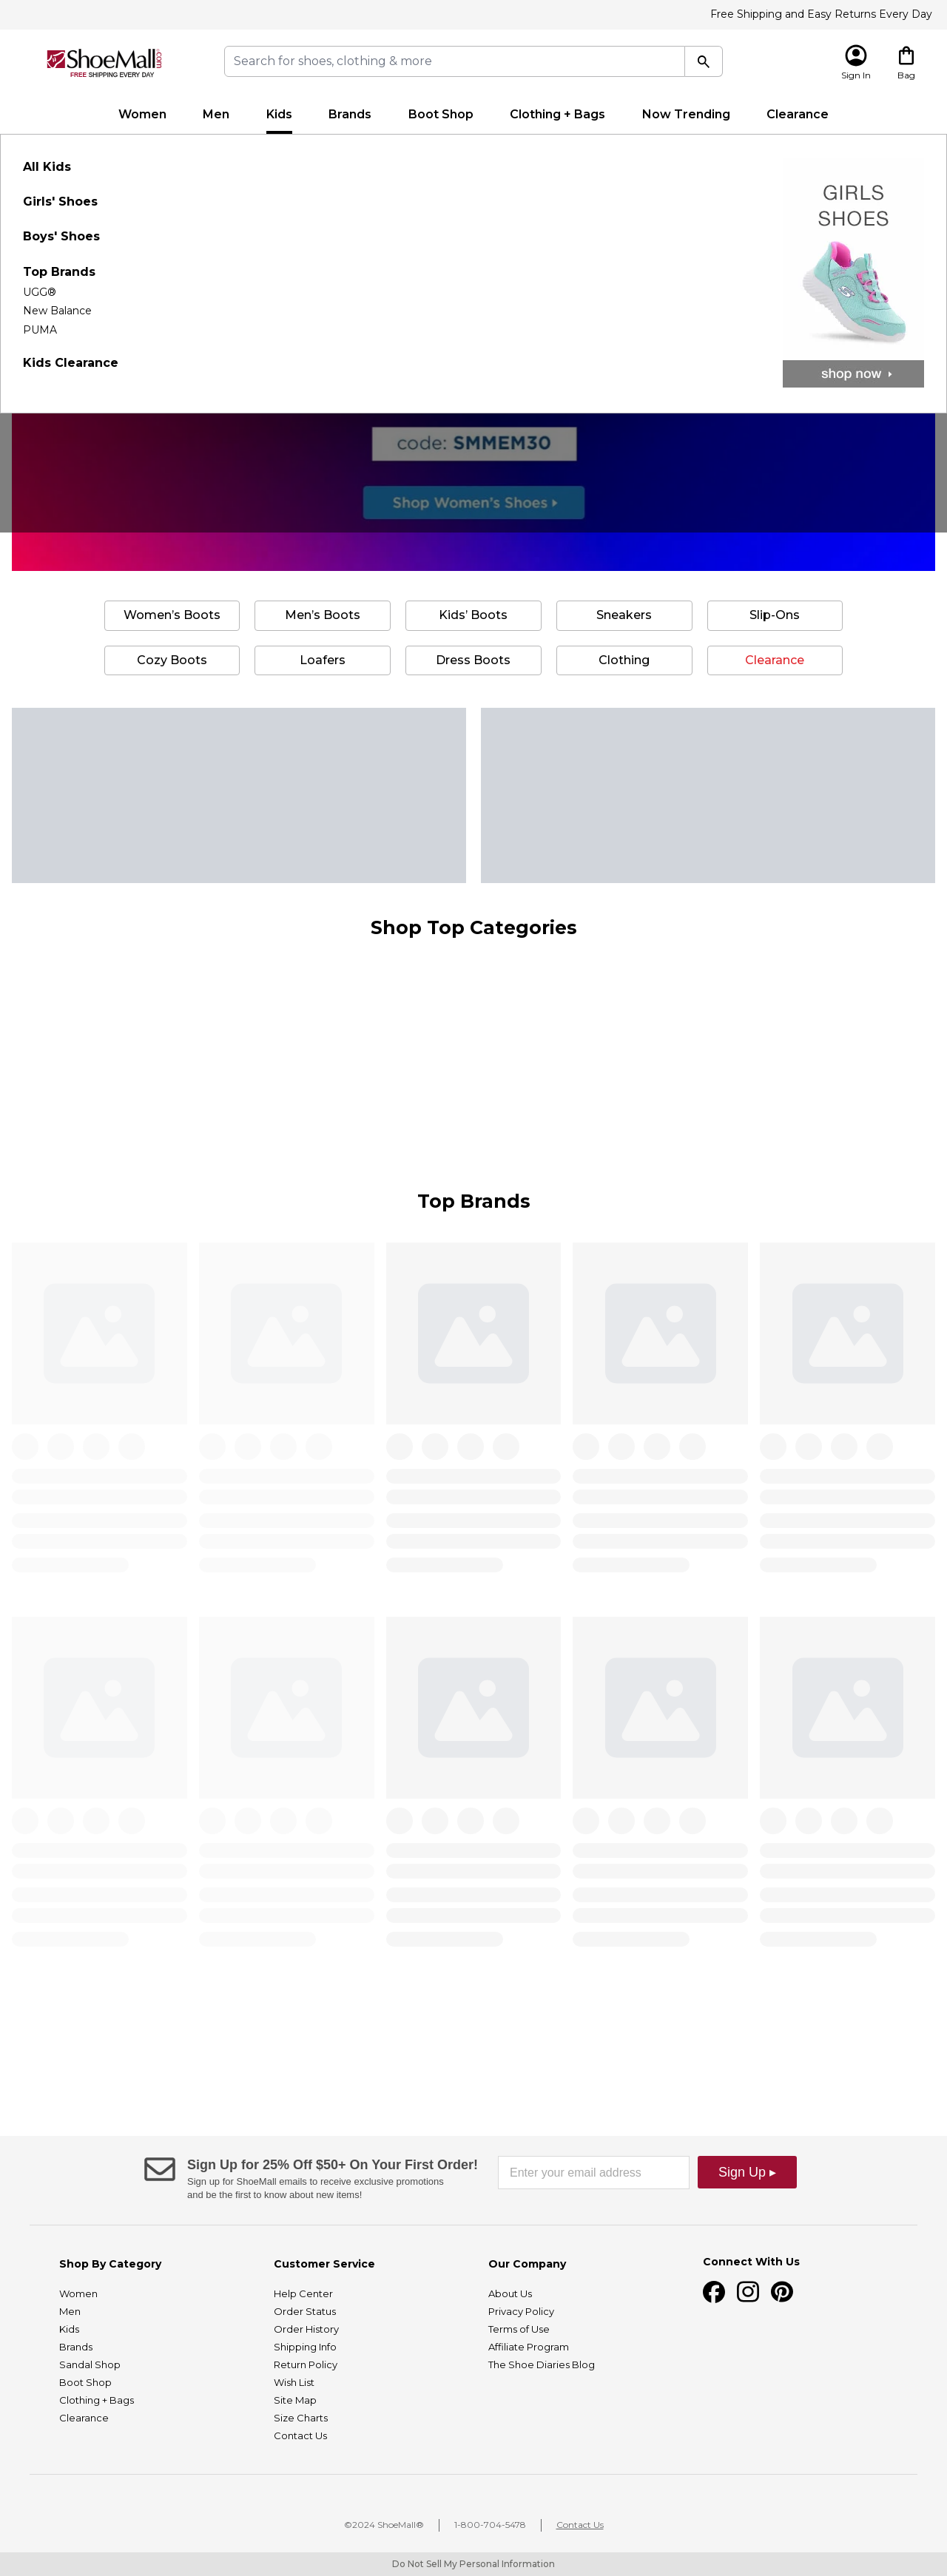 Free Shipping and Easy Returns Every Day
ShoeMall.com
FREE SHIPPING EVERY DAY
Search for shoes, clothing & more
Sign In
Bag
Women
Men
Kids
Brands
Boot Shop
Clothing + Bags
Now Trending
Clearance
All Kids
Girls' Shoes
Boys' Shoes
Top Brands
UGG®
New Balance
PUMA
Kids Clearance
GIRLS
SHOES
shop now
code: SMMEM30
Shop Women's Shoes
Women's Boots
Men's Boots
Kids' Boots
Sneakers
Slip-Ons
Cozy Boots
Loafers
Dress Boots
Clothing
Clearance
Shop Top Categories
Top Brands
Sign Up for 25% Off $50+ On Your First Order!
Sign up for ShoeMall emails to receive exclusive promotions
and be the first to know about new items!
Enter your email address
Sign Up ▸
Shop By Category
Women
Men
Kids
Brands
Sandal Shop
Boot Shop
Clothing + Bags
Clearance
Customer Service
Help Center
Order Status
Order History
Shipping Info
Return Policy
Wish List
Site Map
Size Charts
Contact Us
Our Company
About Us
Privacy Policy
Terms of Use
Affiliate Program
The Shoe Diaries Blog
Connect With Us
©2024 ShoeMall®
1-800-704-5478
Contact Us
Do Not Sell My Personal Information